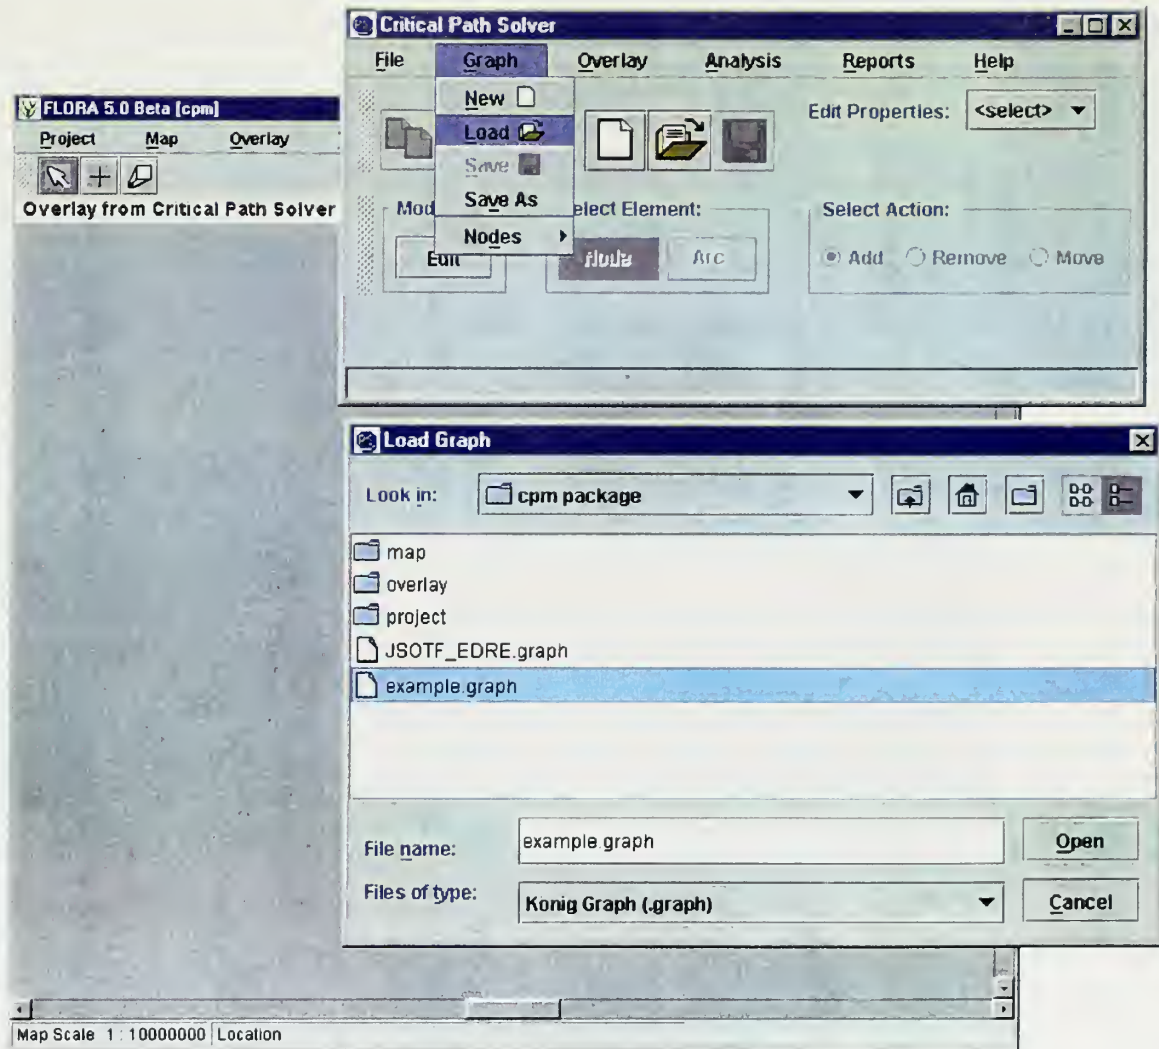 Critical Path Solver
File Graph Overlay Analysis Reports Help
New
Load
Save
Save As
Nodes
Edit Properties: <select>
Select Action:
Node Arc
Add Remove Move
FLORA 5.0 Beta [cpm]
Project Map Overlay
Overlay from Critical Path Solver
Load Graph
Look in: cpm package
map
overlay
project
JSOTF_EDRE.graph
example.graph
File name: example.graph Open
Files of type: Konig Graph (.graph) Cancel
Map Scale 1 : 10000000 Location